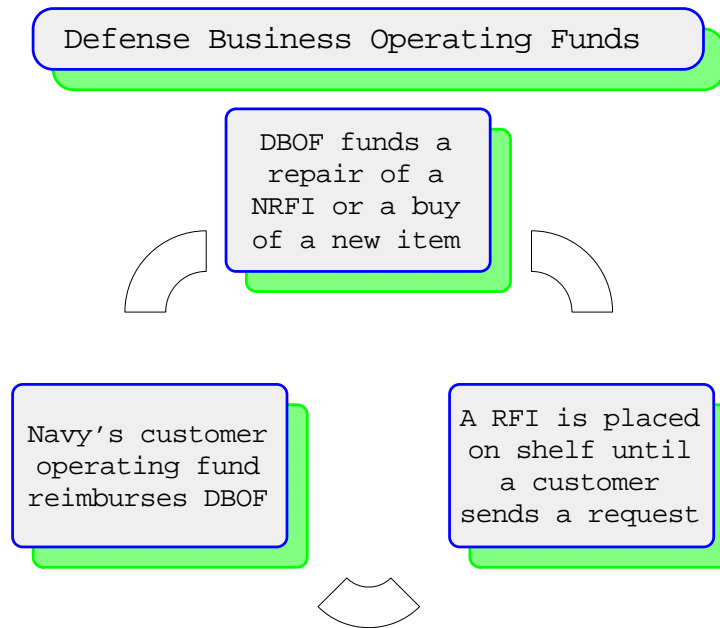 Defense Business Operating Funds
DBOF funds a
repair of a
NRFI or a buy
of a new item
Navy's customer
operating fund
reimburses DBOF
A RFI is placed
on shelf until
a customer
sends a request